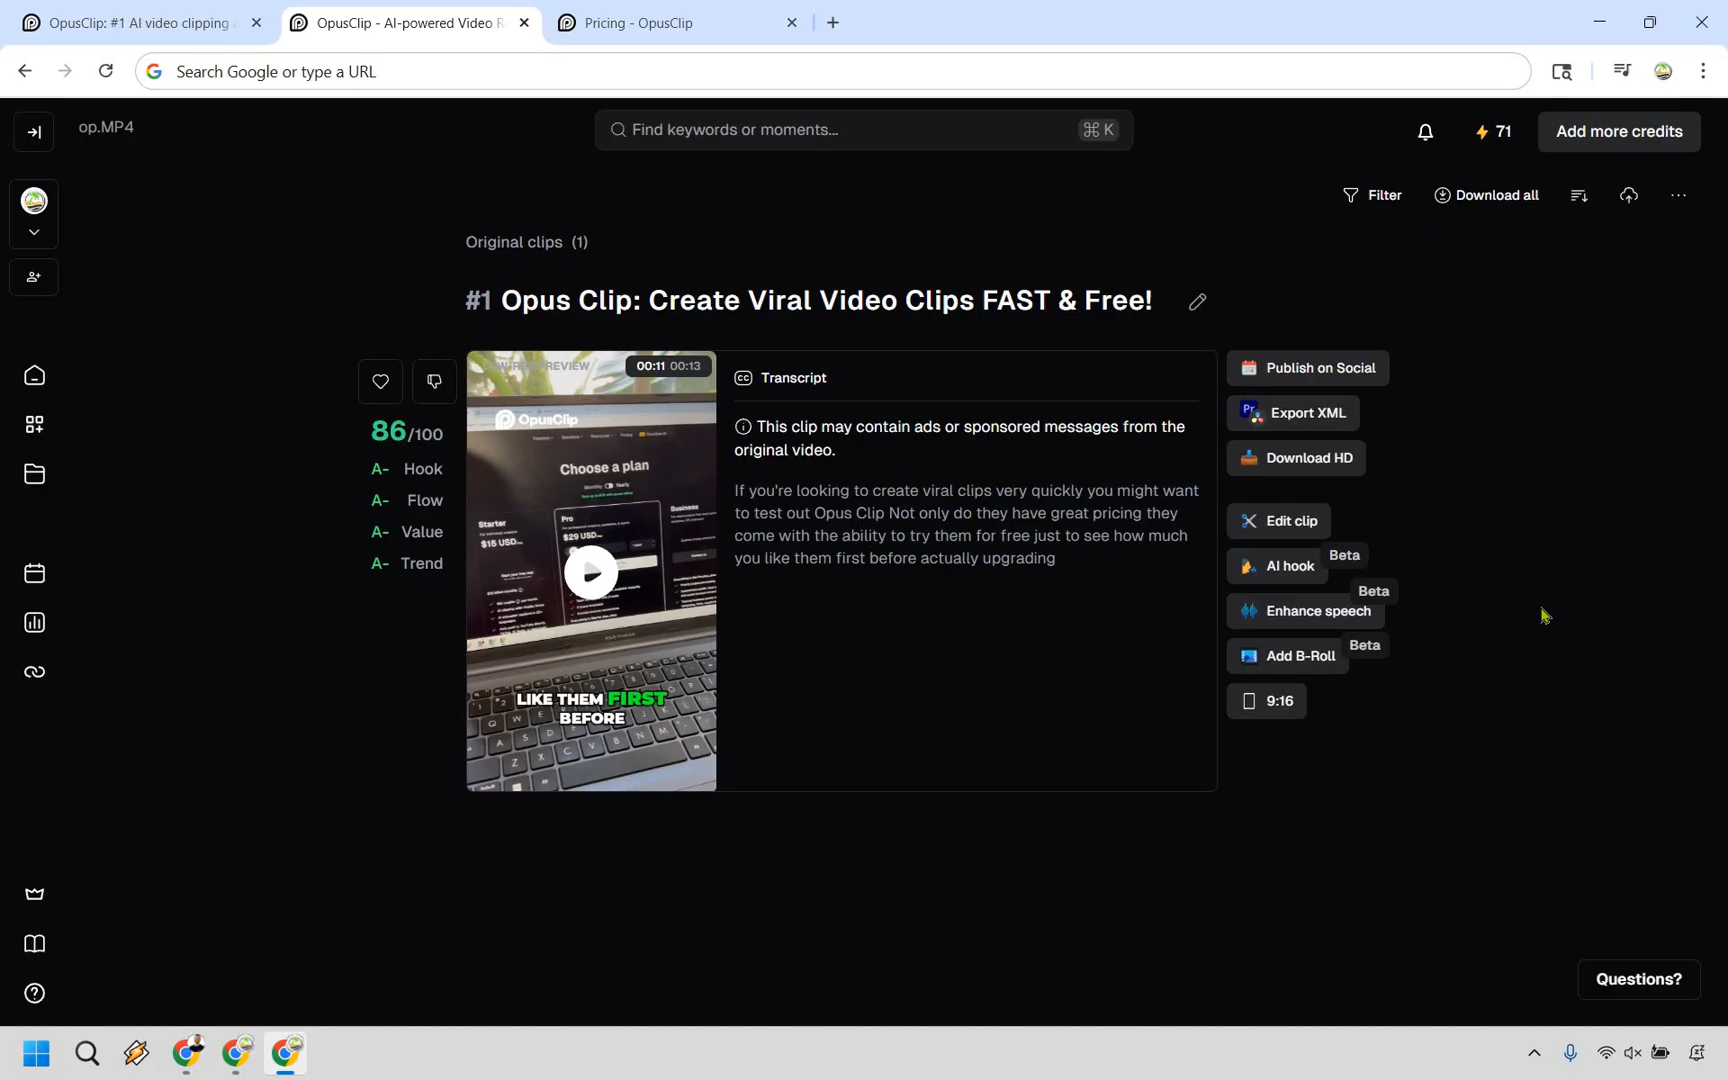 OpusClip: #1 AI video clipping
OpusClip - AI-powered Video R
Pricing - OpusClip
Search Google or type a URL
op.MP4
Find keywords or moments...
⌘ K
71
Add more credits
Filter
Download all
Original clips (1)
#1 Opus Clip: Create Viral Video Clips FAST & Free!
86/100
A- Hook
A- Flow
A- Value
A- Trend
PREVIEW
00:11 00:13
OpusClip
Choose a plan
Monthly Yearly
Starter
$15 USD
Pro
$29 USD
Business
LIKE THEM FIRST
BEFORE
Transcript
This clip may contain ads or sponsored messages from the
original video.
If you're looking to create viral clips very quickly you might want
to test out Opus Clip Not only do they have great pricing they
come with the ability to try them for free just to see how much
you like them first before actually upgrading
Publish on Social
Export XML
Download HD
Edit clip
Beta
AI hook
Beta
Enhance speech
Beta
Add B-Roll
9:16
Questions?